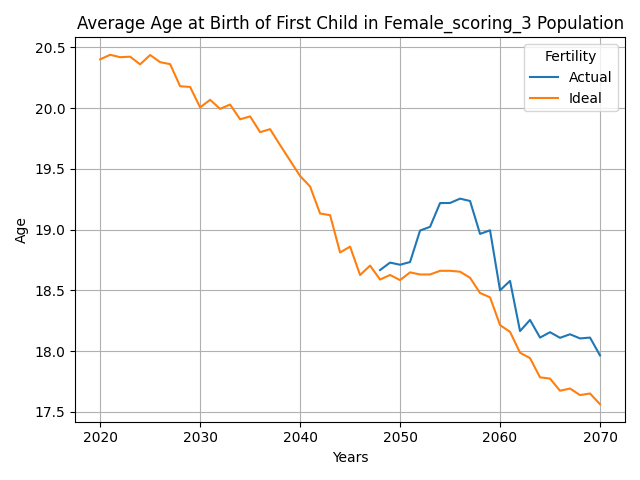 Average Age at Birth of First Child in Female_scoring_3 Population
Fertility
Actual
Ideal
20.5
20.0
19.5
19.0
18.5
18.0
17.5
Age
2020 2030 2040 2050 2060 2070
Years